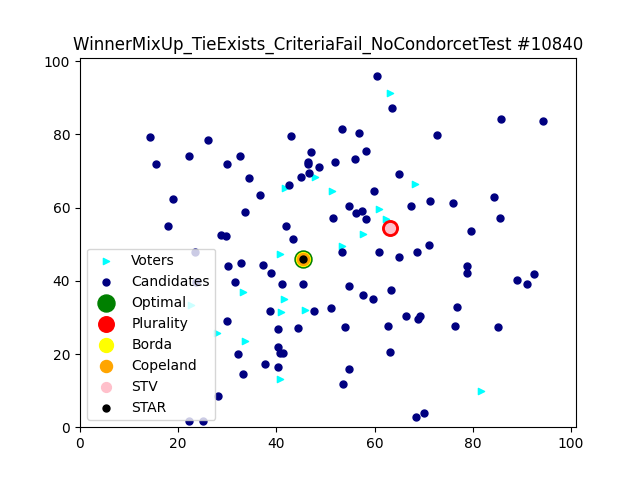 WinnerMixUp_TieExists_CriteriaFail_NoCondorcetTest #10840
100
80
60
40
20
0
Voters
Candidates
Optimal
Plurality
Borda
Copeland
STV
STAR
0 20 40 60 80 100